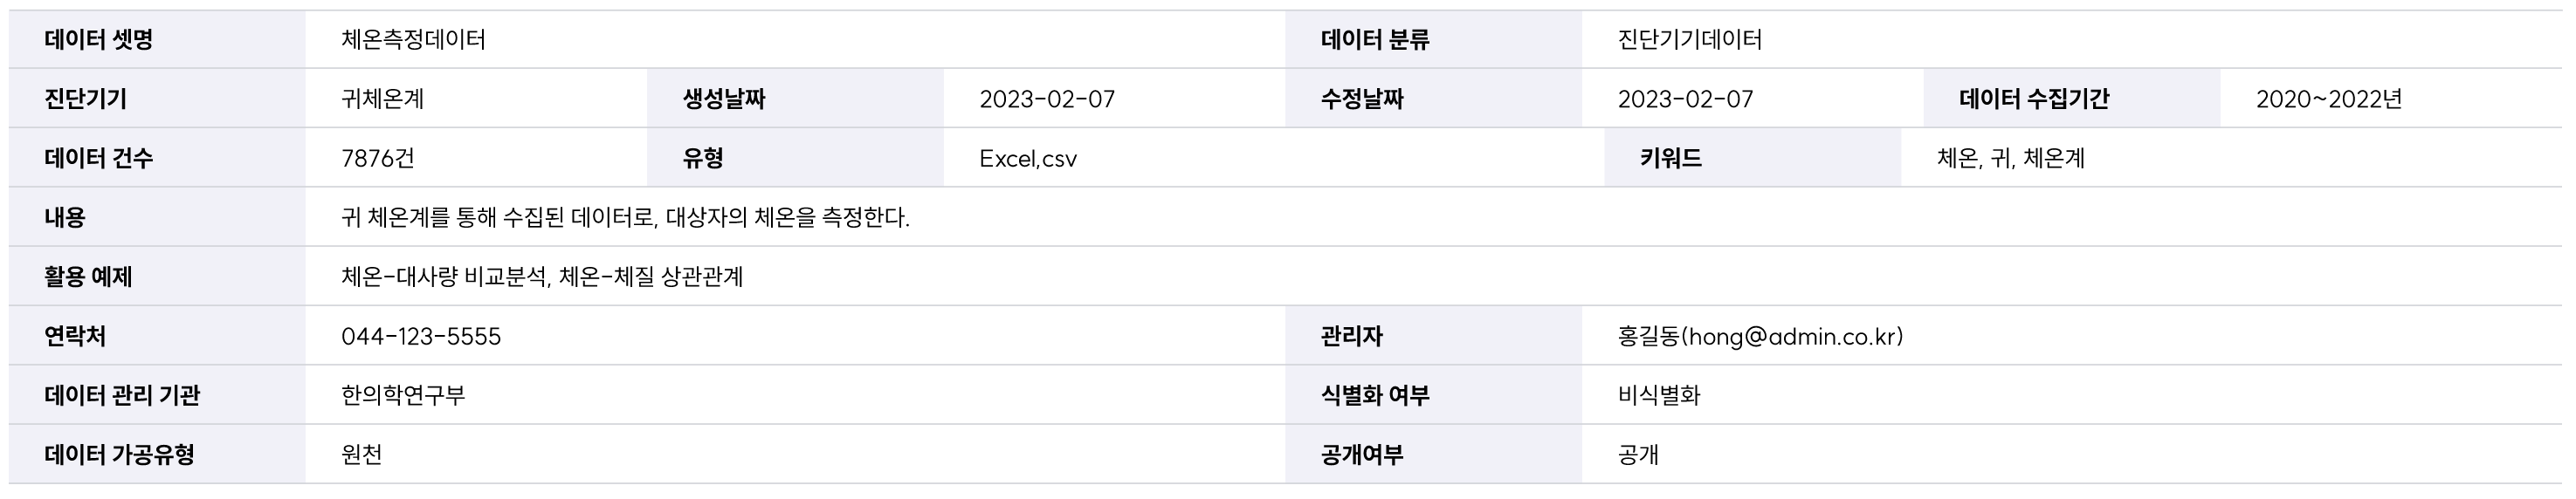 데이터 셋명 체온측정데이터 데이터 분류 진단기기데이터
진단기기 귀체온계 생성날짜 2023-02-07 수정날짜 2023-02-07 데이터 수집기간 2020~2022년
데이터 건수 7876건 유형 Excel,csv 키워드 체온, 귀, 체온계
내용 귀 체온계를 통해 수집된 데이터로, 대상자의 체온을 측정한다.
활용 예제 체온-대사량 비교분석, 체온-체질 상관관계
연락처 044-123-5555 관리자 홍길동(hong@admin.co.kr)
데이터 관리 기관 한의학연구부 식별화 여부 비식별화
데이터 가공유형 원천 공개여부 공개